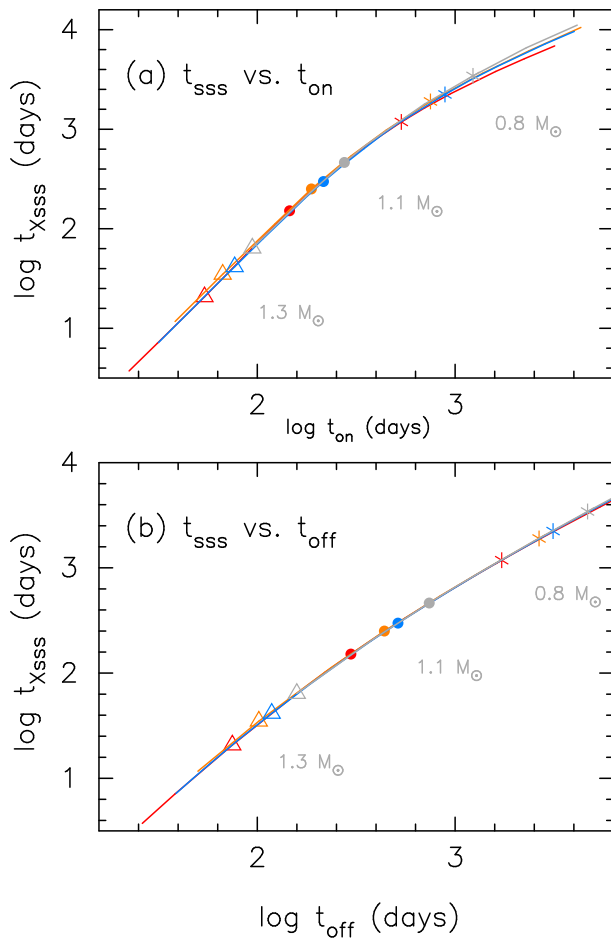 4
(a) t_sss vs. t_on
3
0.8 M_⊙
log t_Xsss (days)
1.1 M_⊙
2
1.3 M_⊙
1
2 3
log t_on (days)
4
(b) t_sss vs. t_off
3
0.8 M_⊙
log t_Xsss (days)
1.1 M_⊙
2
1.3 M_⊙
1
2 3
log t_off (days)